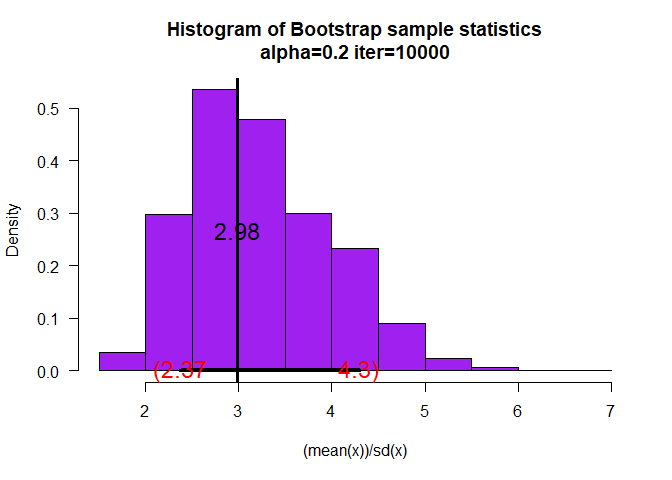 Histogram of Bootstrap sample statistics
alpha=0.2 iter=10000
Density
0.5
0.4
0.3
0.2
0.1
0.0
2.98
(2.37 4.3)
2 3 4 5 6 7
(mean(x))/sd(x)